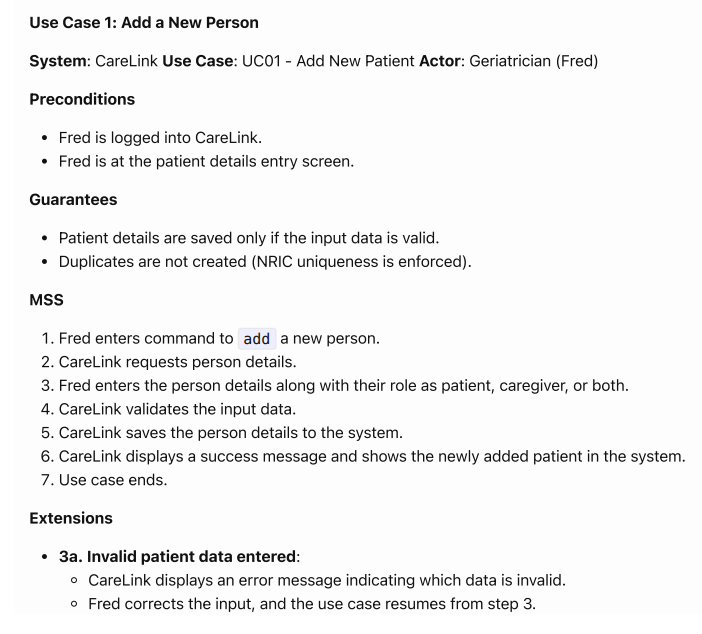 Use Case 1: Add a New Person
System: CareLink Use Case: UC01 - Add New Patient Actor: Geriatrician (Fred)
Preconditions
• Fred is logged into CareLink.
• Fred is at the patient details entry screen.
Guarantees
• Patient details are saved only if the input data is valid.
• Duplicates are not created (NRIC uniqueness is enforced).
MSS
1. Fred enters command to add a new person.
2. CareLink requests person details.
3. Fred enters the person details along with their role as patient, caregiver, or both.
4. CareLink validates the input data.
5. CareLink saves the person details to the system.
6. CareLink displays a success message and shows the newly added patient in the system.
7. Use case ends.
Extensions
• 3a. Invalid patient data entered:
◦ CareLink displays an error message indicating which data is invalid.
◦ Fred corrects the input, and the use case resumes from step 3.